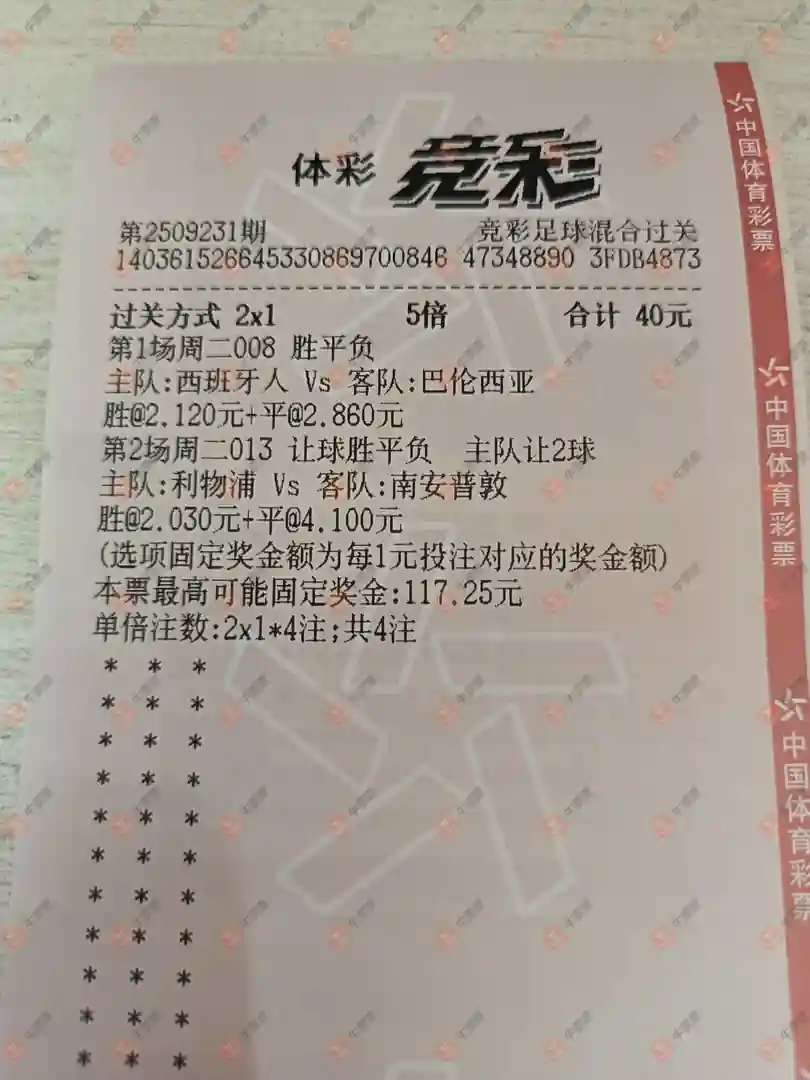 体彩 竞彩
第2509231期 竞彩足球混合过关
140361526645330869700846 47348890 3FDB4873
过关方式 2x1 5倍 合计 40元
第1场周二008 胜平负
主队:西班牙人 Vs 客队:巴伦西亚
胜@2.120元+平@2.860元
第2场周二013 让球胜平负 主队让2球
主队:利物浦 Vs 客队:南安普敦
胜@2.030元+平@4.100元
(选项固定奖金额为每1元投注对应的奖金额)
本票最高可能固定奖金:117.25元
单倍注数:2x1*4注;共4注
* * *
* * *
* * *
* * *
* * *
* * *
* * *
* * *
* * *
* * *
* * *
中国体育彩票
中国体育彩票
中国体育彩票